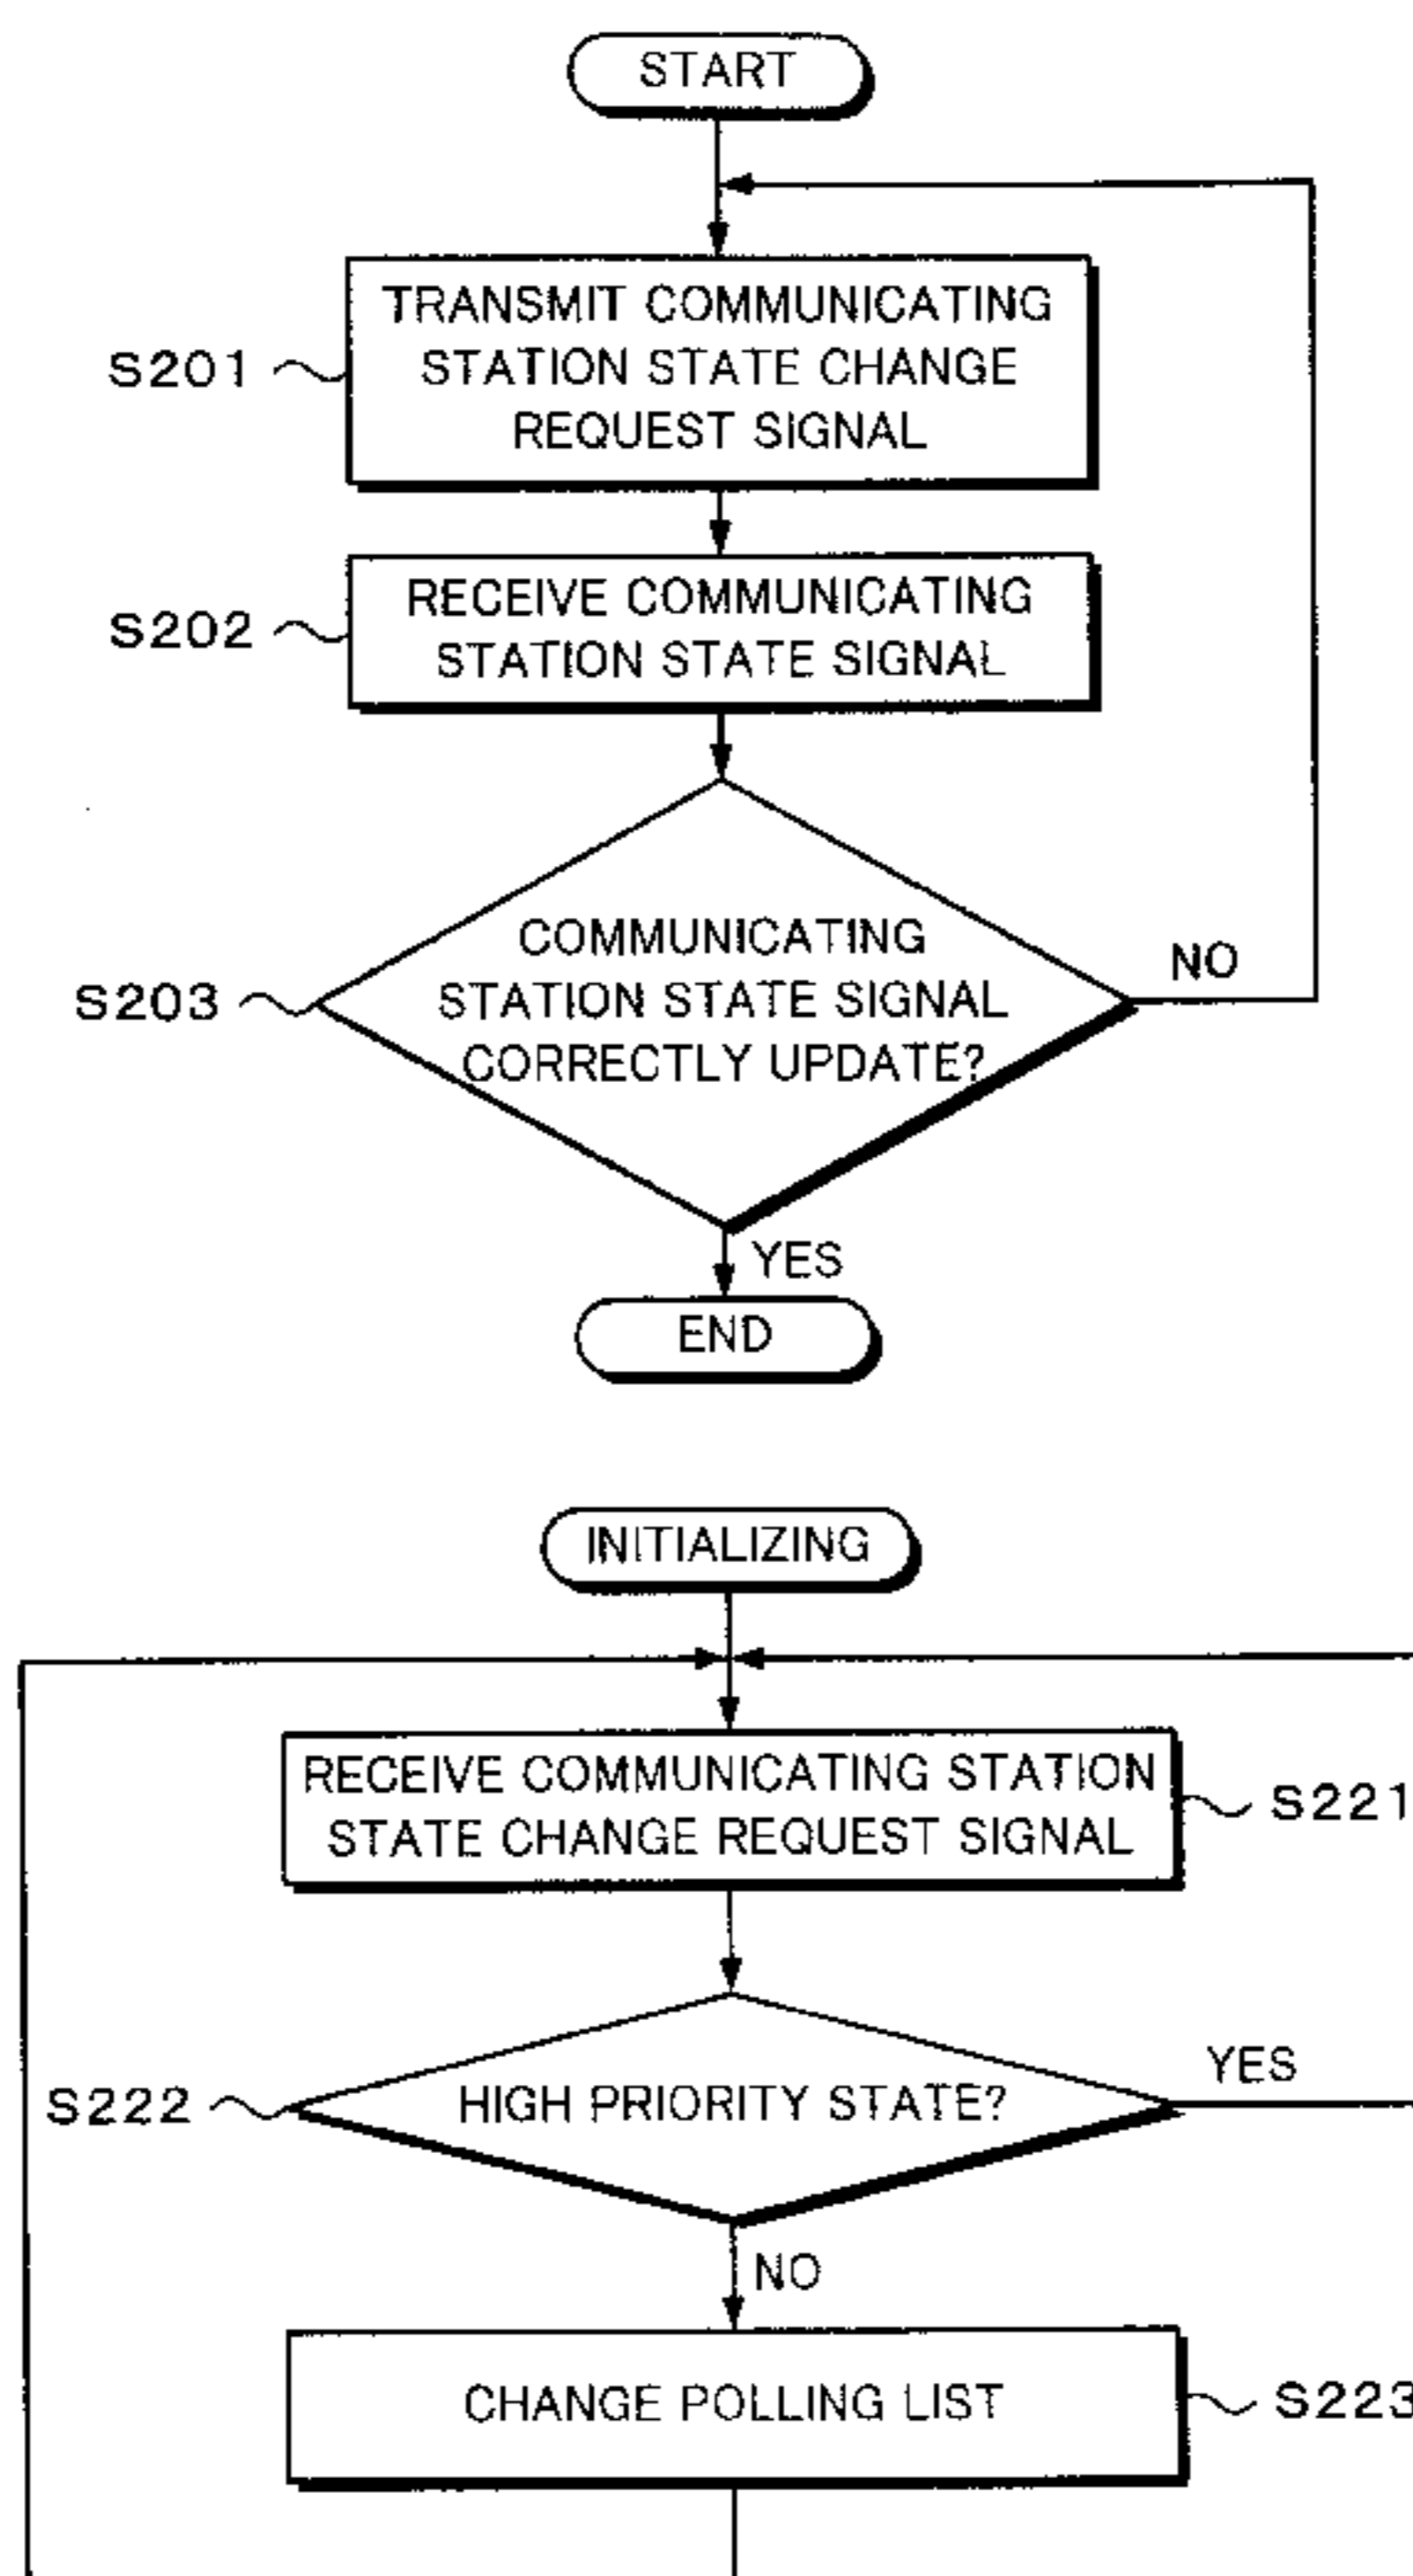 START
TRANSMIT COMMUNICATING
STATION STATE CHANGE
REQUEST SIGNAL
S201
RECEIVE COMMUNICATING
STATION STATE SIGNAL
S202
COMMUNICATING
STATION STATE SIGNAL
CORRECTLY UPDATE?
S203
NO
YES
END
INITIALIZING
RECEIVE COMMUNICATING STATION
STATE CHANGE REQUEST SIGNAL
S221
HIGH PRIORITY STATE?
S222
YES
NO
CHANGE POLLING LIST
S223